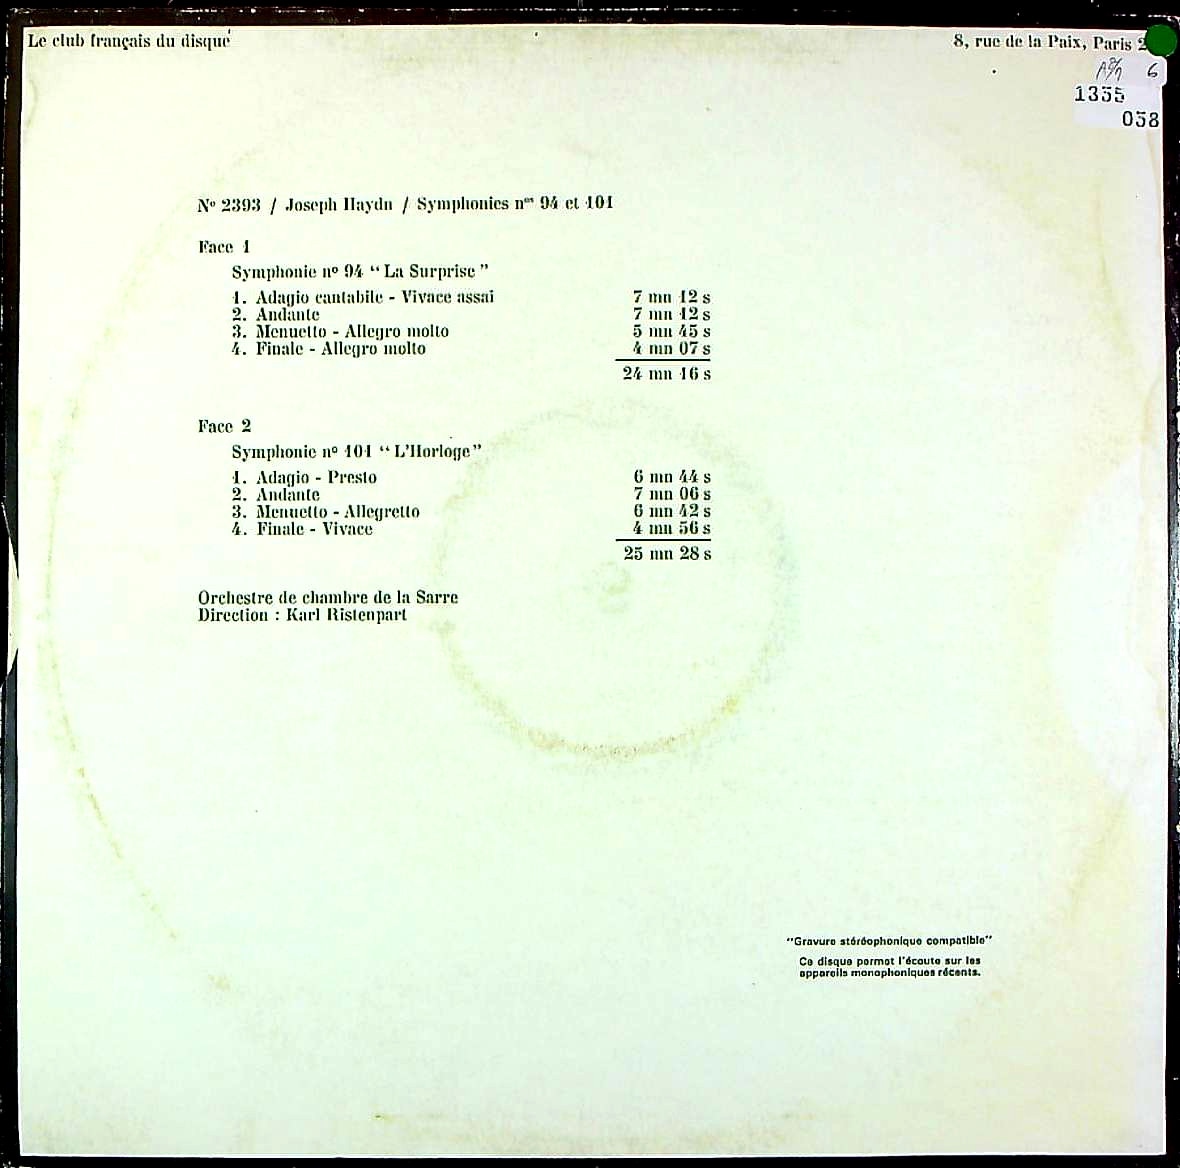 Le club français du disque
8, rue de la Paix, Paris 2
6
1355
058
Nº 2393 / Joseph Haydn / Symphonies nos 94 et 101
Face 1
Symphonie nº 94 “La Surprise”
1. Adagio cantabile - Vivace assai 7 mn 12 s
2. Andante 7 mn 12 s
3. Menuetto - Allegro molto 5 mn 45 s
4. Finale - Allegro molto 4 mn 07 s
24 mn 16 s
Face 2
Symphonie nº 101 “L'Horloge”
1. Adagio - Presto 6 mn 44 s
2. Andante 7 mn 06 s
3. Menuetto - Allegretto 6 mn 42 s
4. Finale - Vivace 4 mn 56 s
25 mn 28 s
Orchestre de chambre de la Sarre
Direction : Karl Ristenpart
“Gravure stéréophonique compatible”
Ce disque permet l'écoute sur les
appareils monophoniques récents.